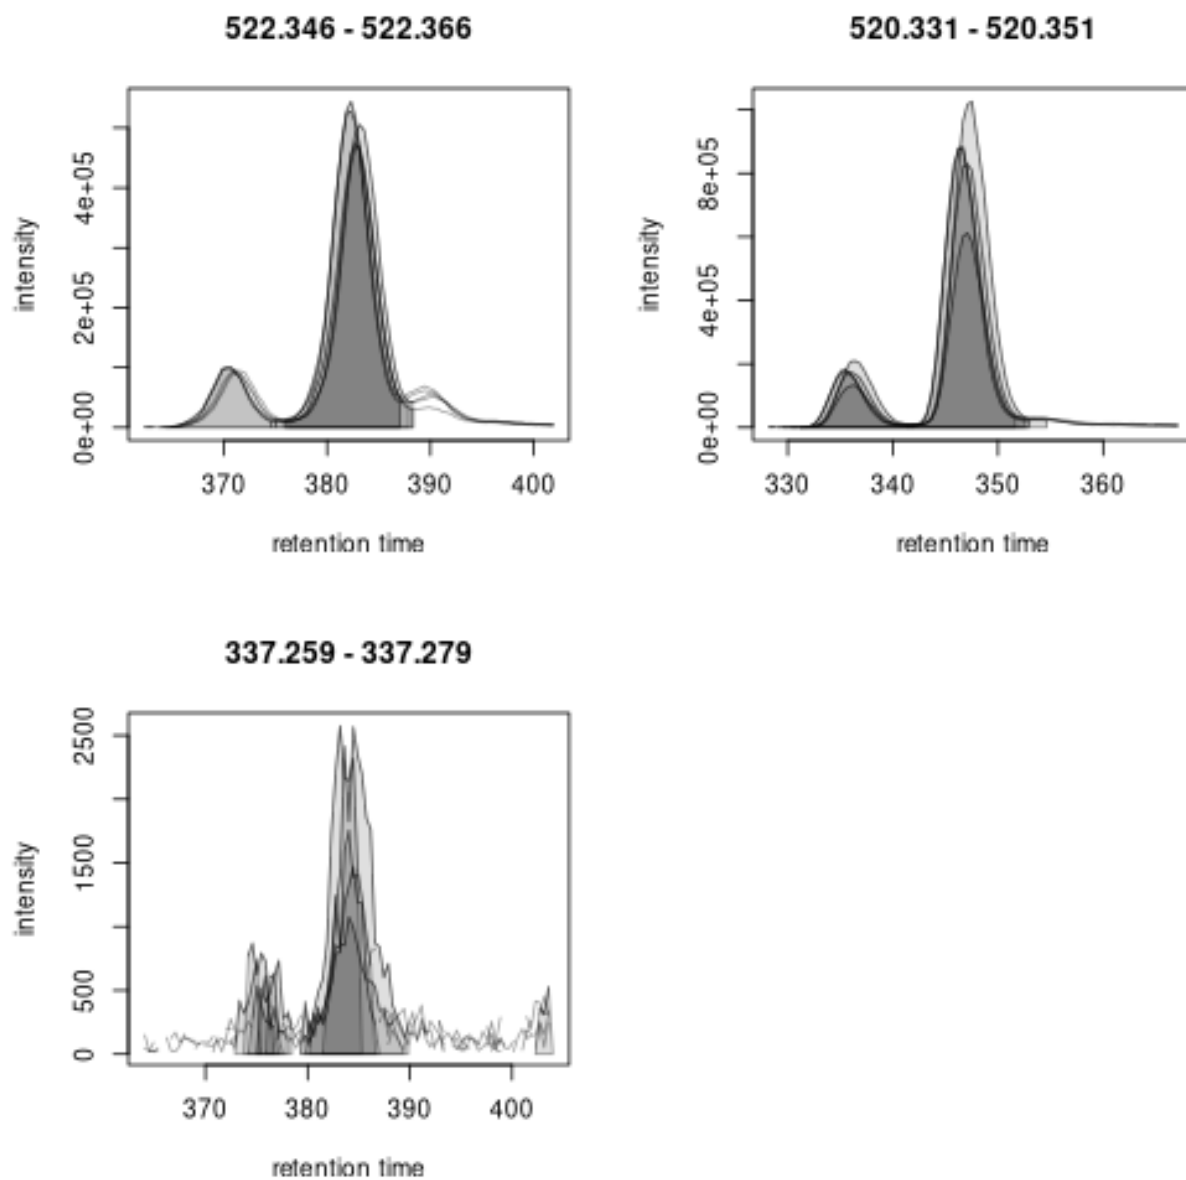 522.346 - 522.366
intensity
0e+00 2e+05 4e+05
370 380 390 400
retention time
520.331 - 520.351
intensity
0e+00 4e+05 8e+05
330 340 350 360
retention time
337.259 - 337.279
intensity
0 500 1500 2500
370 380 390 400
retention time